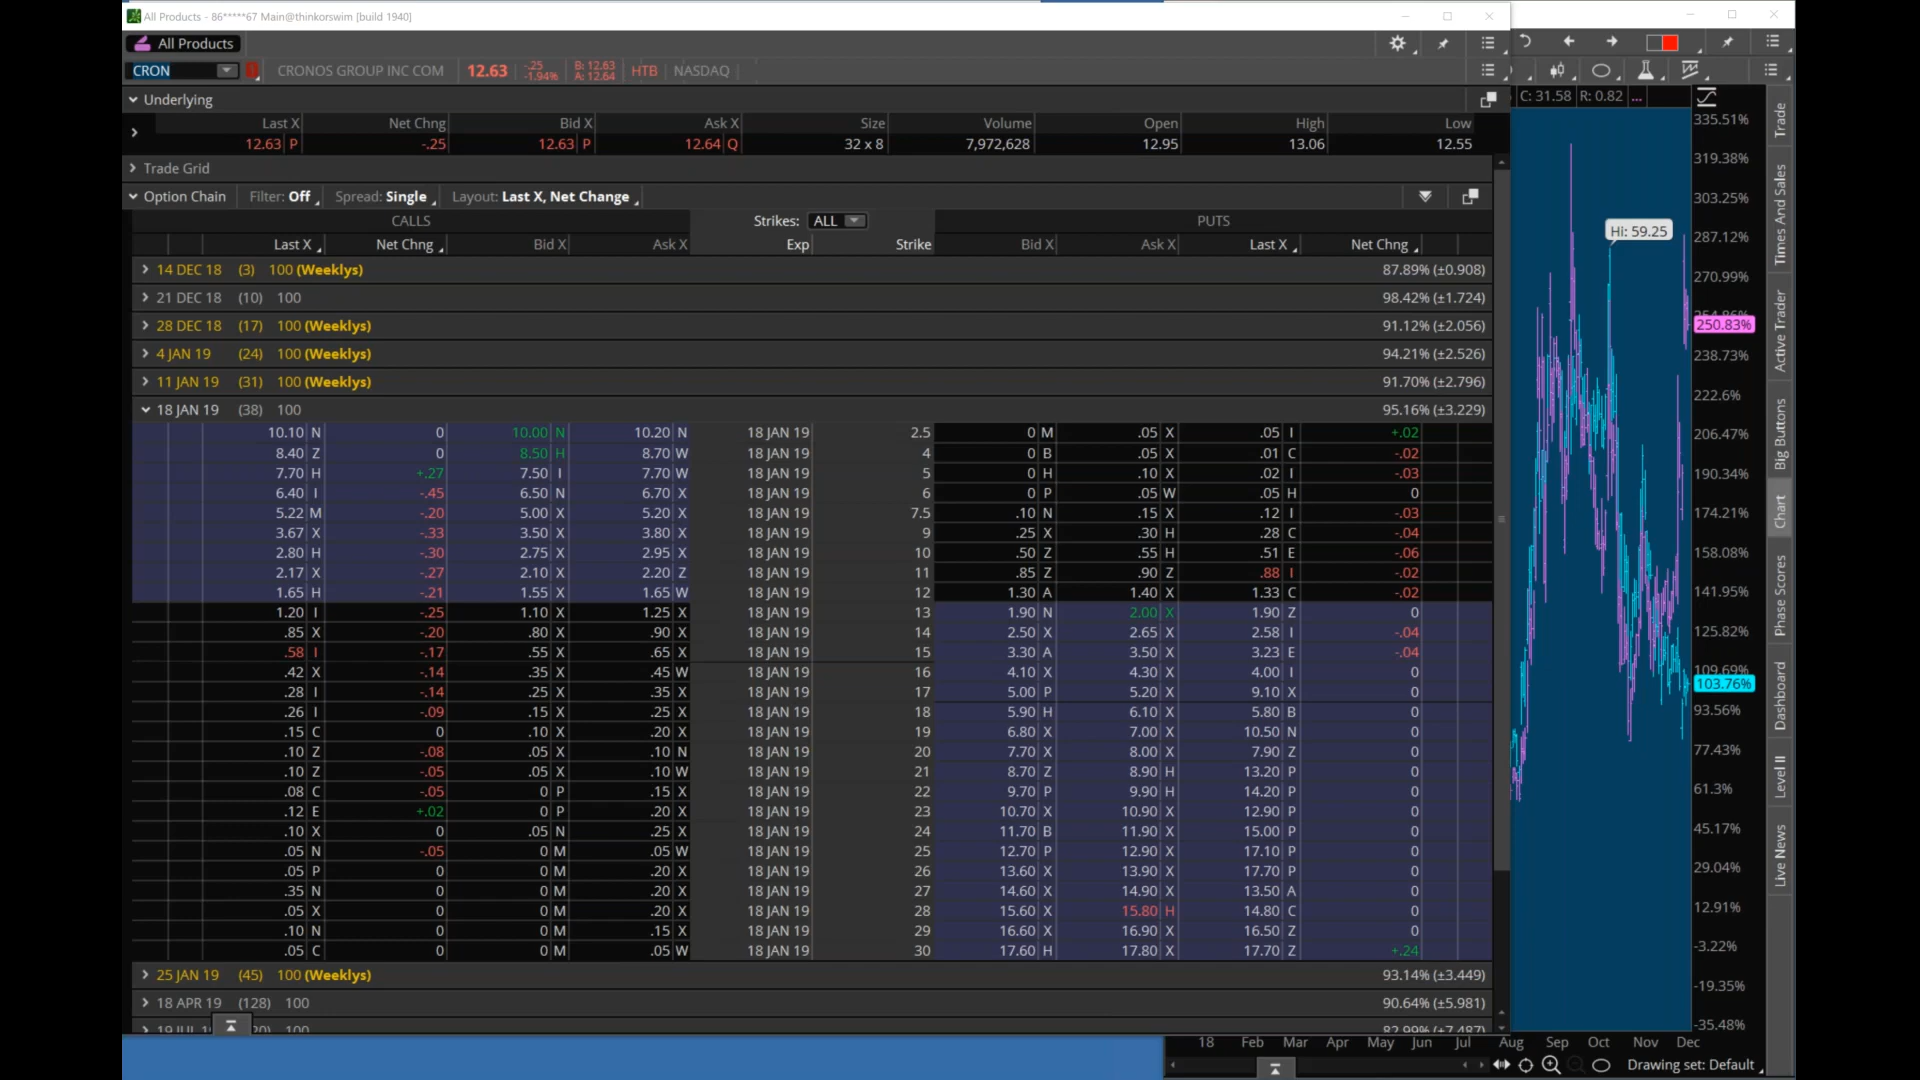 All Products - 86*****67 Main@thinkorswim [build 1940]
All Products
CRON CRONOS GROUP INC COM 12.63 -.25 -1.94% B: 12.63 A: 12.64 HTB NASDAQ
C: 31.58 R: 0.82 ...
Underlying
Last X Net Chng Bid X Ask X Size Volume Open High Low
12.63 P -.25 12.63 P 12.64 Q 32 x 8 7,972,628 12.95 13.06 12.55
Trade Grid
Option Chain Filter: Off Spread: Single Layout: Last X, Net Change
CALLS Strikes: ALL PUTS
Last X Net Chng Bid X Ask X Exp Strike Bid X Ask X Last X Net Chng
14 DEC 18 (3) 100 (Weeklys) 87.89% (±0.908)
21 DEC 18 (10) 100 98.42% (±1.724)
28 DEC 18 (17) 100 (Weeklys) 91.12% (±2.056)
4 JAN 19 (24) 100 (Weeklys) 94.21% (±2.526)
11 JAN 19 (31) 100 (Weeklys) 91.70% (±2.796)
18 JAN 19 (38) 100 95.16% (±3.229)
10.10 N 0 10.00 N 10.20 N 18 JAN 19 2.5 0 M .05 X .05 I +.02
8.40 Z 0 8.50 H 8.70 W 18 JAN 19 4 0 B .05 X .01 C -.02
7.70 H +.27 7.50 I 7.70 W 18 JAN 19 5 0 H .10 X .02 I -.03
6.40 I -.45 6.50 N 6.70 X 18 JAN 19 6 0 P .05 W .05 H 0
5.22 M -.20 5.00 X 5.20 X 18 JAN 19 7.5 .10 N .15 X .12 I -.03
3.67 X -.33 3.50 X 3.80 X 18 JAN 19 9 .25 X .30 H .28 C -.04
2.80 H -.30 2.75 X 2.95 X 18 JAN 19 10 .50 Z .55 H .51 E -.06
2.17 X -.27 2.10 X 2.20 Z 18 JAN 19 11 .85 Z .90 Z .88 I -.02
1.65 H -.21 1.55 X 1.65 W 18 JAN 19 12 1.30 A 1.40 X 1.33 C -.02
1.20 I -.25 1.10 X 1.25 X 18 JAN 19 13 1.90 N 2.00 X 1.90 Z 0
.85 X -.20 .80 X .90 X 18 JAN 19 14 2.50 X 2.65 X 2.58 I -.04
.58 I -.17 .55 X .65 X 18 JAN 19 15 3.30 A 3.50 X 3.23 E -.04
.42 X -.14 .35 X .45 W 18 JAN 19 16 4.10 X 4.30 X 4.00 I 0
.28 I -.14 .25 X .35 X 18 JAN 19 17 5.00 P 5.20 X 9.10 X 0
.26 I -.09 .15 X .25 X 18 JAN 19 18 5.90 H 6.10 X 5.80 B 0
.15 C 0 .10 X .20 X 18 JAN 19 19 6.80 X 7.00 X 10.50 N 0
.10 Z -.08 .05 X .10 N 18 JAN 19 20 7.70 X 8.00 X 7.90 Z 0
.10 Z -.05 .05 X .10 W 18 JAN 19 21 8.70 Z 8.90 H 13.20 P 0
.08 C -.05 0 P .15 X 18 JAN 19 22 9.70 P 9.90 H 14.20 P 0
.12 E +.02 0 P .20 X 18 JAN 19 23 10.70 X 10.90 X 12.90 P 0
.10 X 0 .05 N .25 X 18 JAN 19 24 11.70 B 11.90 X 15.00 P 0
.05 N -.05 0 M .05 W 18 JAN 19 25 12.70 P 12.90 X 17.10 P 0
.05 P 0 0 M .20 X 18 JAN 19 26 13.60 X 13.90 X 17.70 P 0
.35 N 0 0 M .20 X 18 JAN 19 27 14.60 X 14.90 X 13.50 A 0
.05 X 0 0 M .20 X 18 JAN 19 28 15.60 X 15.80 H 14.80 C 0
.10 N 0 0 M .15 X 18 JAN 19 29 16.60 X 16.90 X 16.50 Z 0
.05 C 0 0 M .05 W 18 JAN 19 30 17.60 H 17.80 X 17.70 Z +.24
25 JAN 19 (45) 100 (Weeklys) 93.14% (±3.449)
18 APR 19 (128) 100 90.64% (±5.981)
100 82.99% (±7.487)
Hi: 59.25
335.51%
319.38%
303.25%
287.12%
270.99%
250.83%
238.73%
222.6%
206.47%
190.34%
174.21%
158.08%
141.95%
125.82%
109.69%
103.76%
93.56%
77.43%
61.3%
45.17%
29.04%
12.91%
-3.22%
-19.35%
-35.48%
18 Feb Mar Apr May Jun Jul Aug Sep Oct Nov Dec
Drawing set: Default
Trade
Times And Sales
Active Trader
Big Buttons
Chart
Phase Scores
Dashboard
Level II
Live News